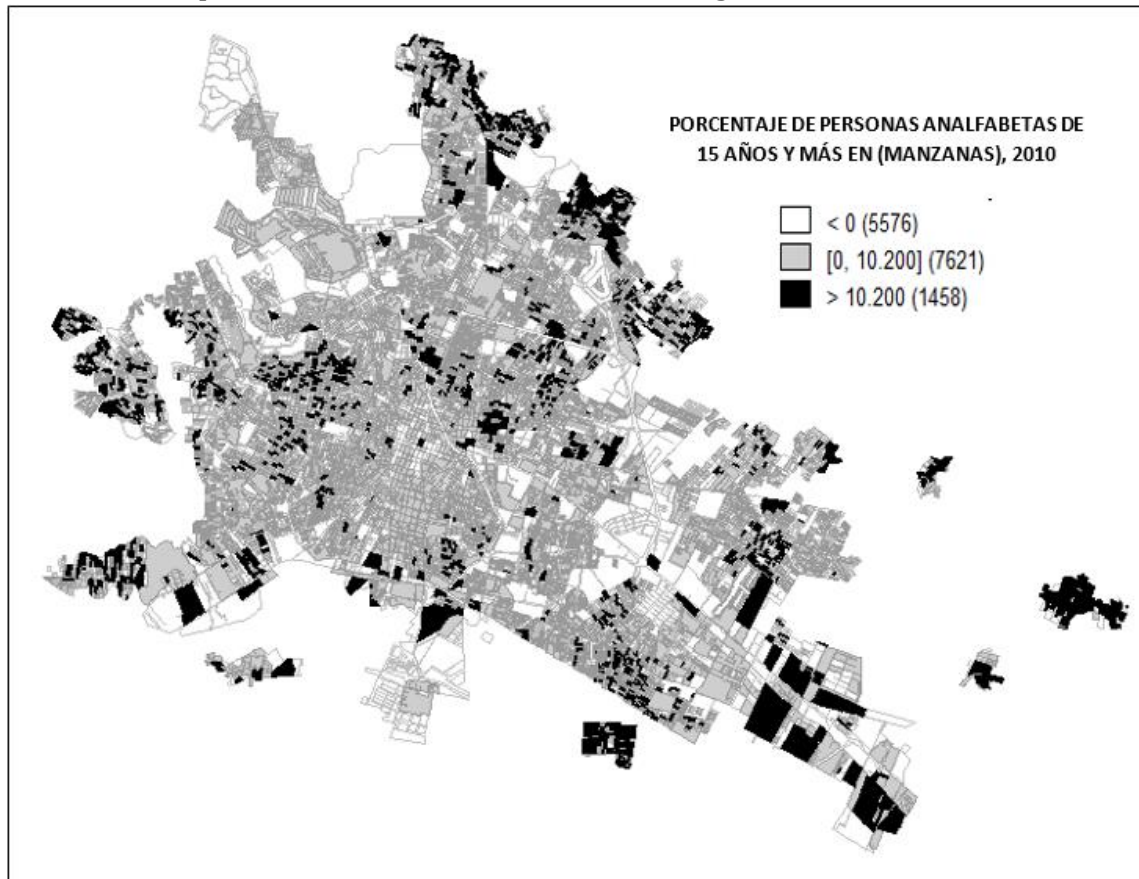 PORCENTAJE DE PERSONAS ANALFABETAS DE
15 AÑOS Y MÁS EN (MANZANAS), 2010
< 0 (5576)
[0, 10.200] (7621)
> 10.200 (1458)